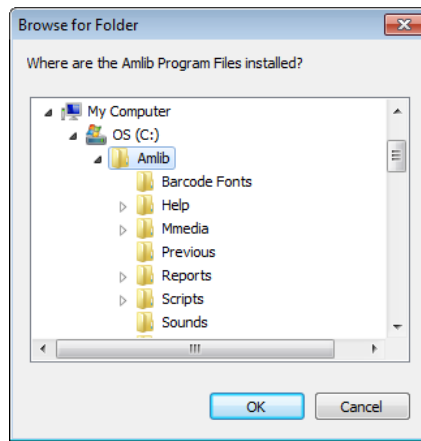 Browse for Folder
Where are the Amlib Program Files installed?
My Computer
OS (C:)
Amlib
Barcode Fonts
Help
Mmedia
Previous
Reports
Scripts
Sounds
OK Cancel